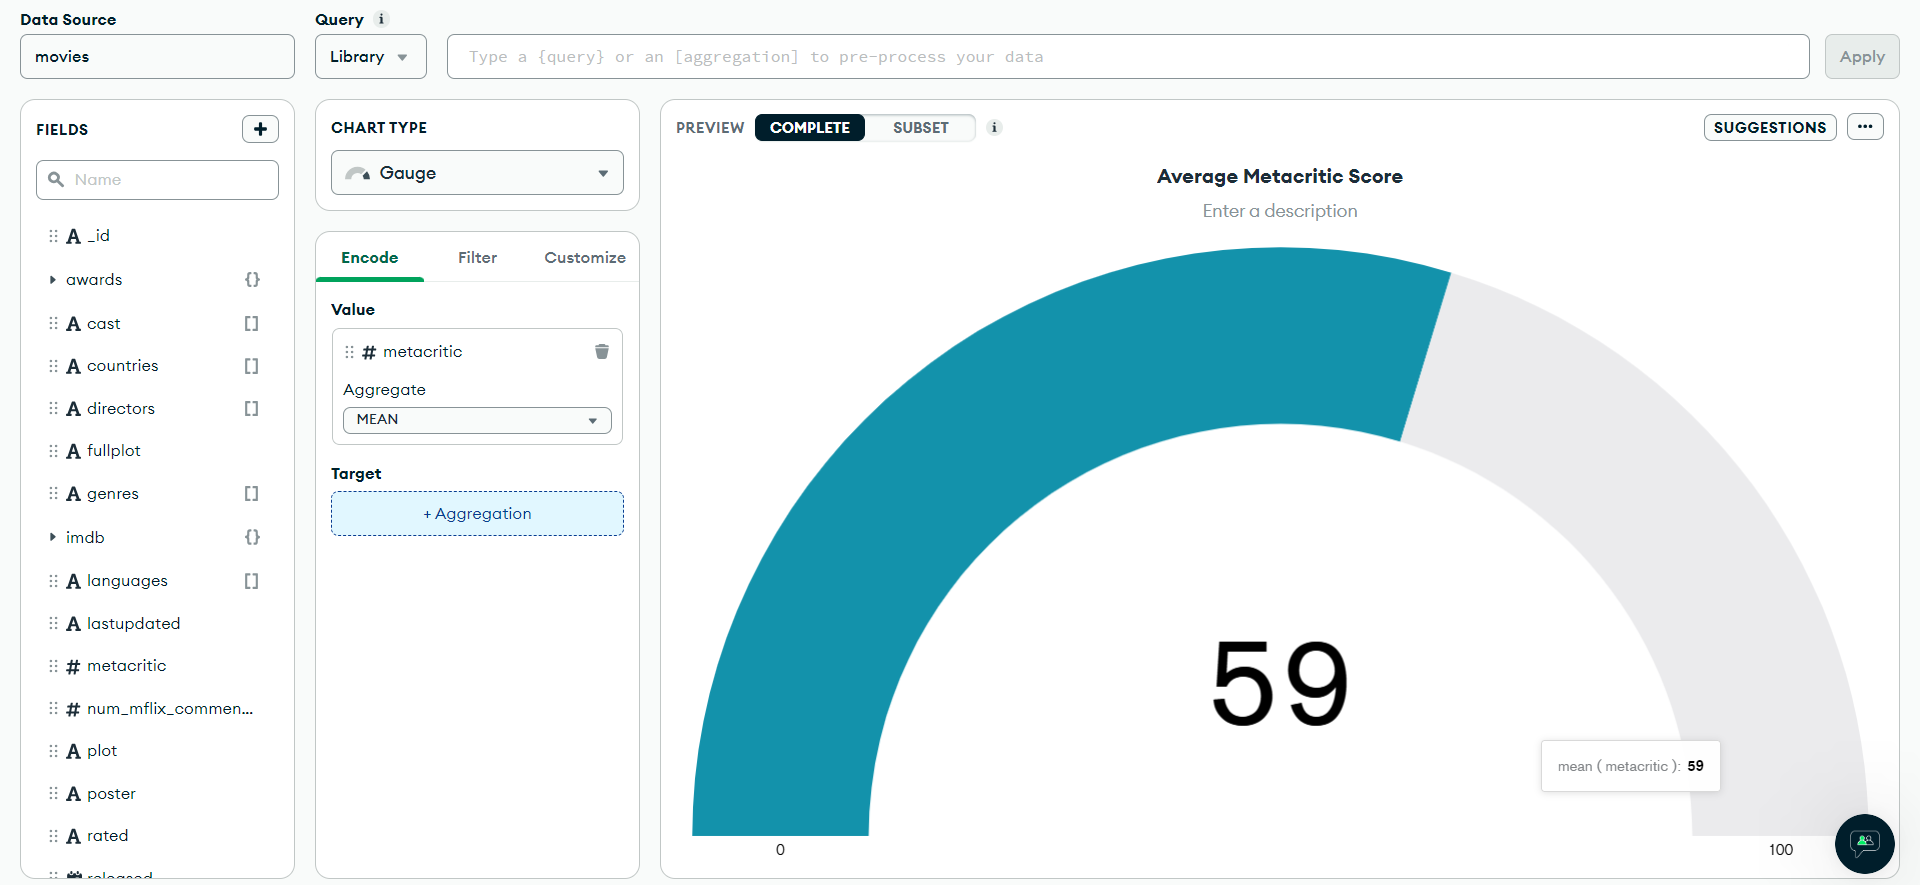 Data Source
movies
Query i
Library
Type a {query} or an [aggregation] to pre-process your data
Apply
FIELDS
+
Name
A _id
awards {}
A cast []
A countries []
A directors []
A fullplot
A genres []
imdb {}
A languages []
A lastupdated
# metacritic
# num_mflix_commen...
A plot
A poster
A rated
released
CHART TYPE
Gauge
Encode Filter Customize
Value
# metacritic
Aggregate
MEAN
Target
+ Aggregation
PREVIEW COMPLETE SUBSET i
SUGGESTIONS ...
Average Metacritic Score
Enter a description
59
mean ( metacritic ): 59
0 100